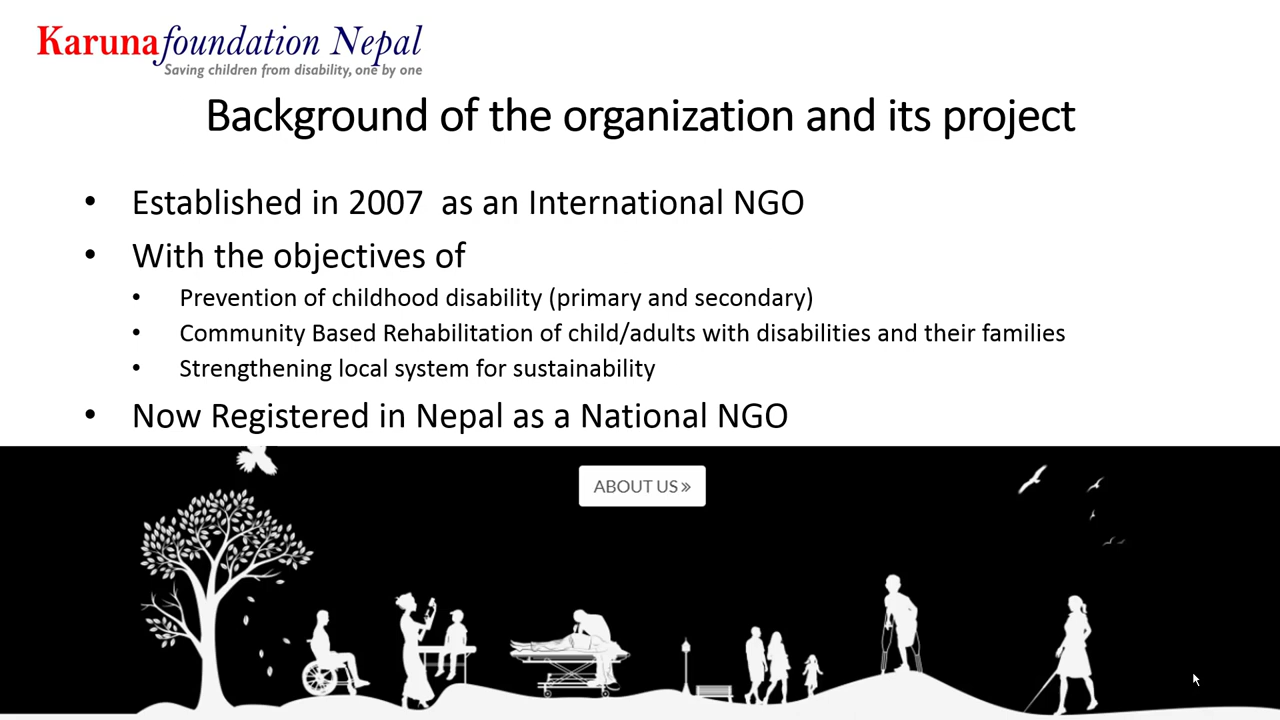 Karunafoundation Nepal
Saving children from disability, one by one
Background of the organization and its project
• Established in 2007 as an International NGO
• With the objectives of
• Prevention of childhood disability (primary and secondary)
• Community Based Rehabilitation of child/adults with disabilities and their families
• Strengthening local system for sustainability
• Now Registered in Nepal as a National NGO
ABOUT US »